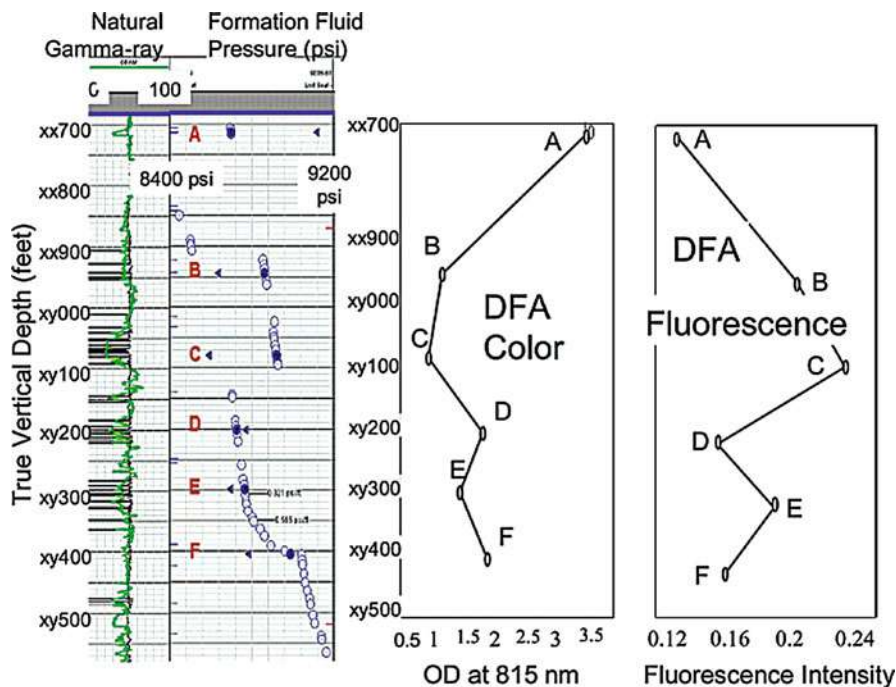 Natural Gamma-ray
Formation Fluid Pressure (psi)
0 100
8400 psi
9200 psi
True Vertical Depth (feet)
xx700
xx800
xx900
xy000
xy100
xy200
xy300
xy400
xy500
A
B
C
D
E
F
xx700
xx900
xy000
xy100
xy200
xy300
xy400
xy500
A
B
C
D
E
F
DFA
Color
0.5 1 1.5 2 3 3.5
OD at 815 nm
A
B
C
D
E
F
DFA
Fluorescence
0.12 0.16 0.2 0.24
Fluorescence Intensity